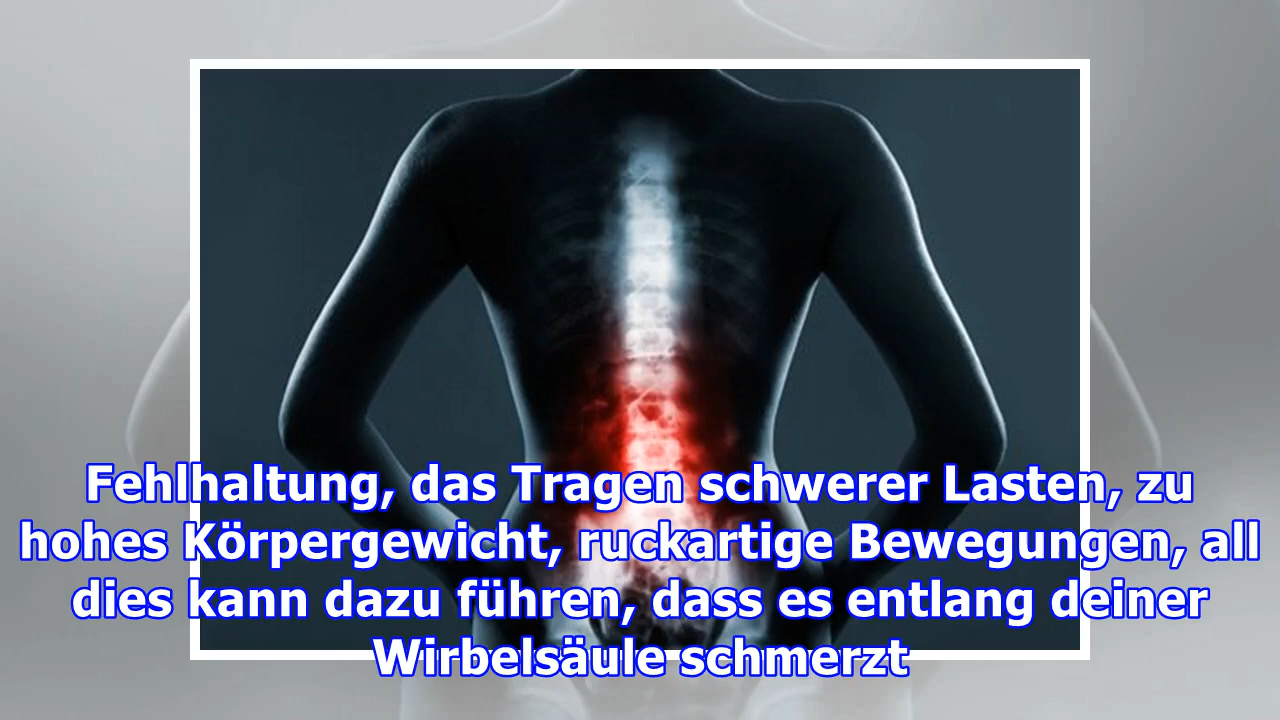 Fehlhaltung, das Tragen schwerer Lasten, zu
hohes Körpergewicht, ruckartige Bewegungen, all
dies kann dazu führen, dass es entlang deiner
Wirbelsäule schmerzt